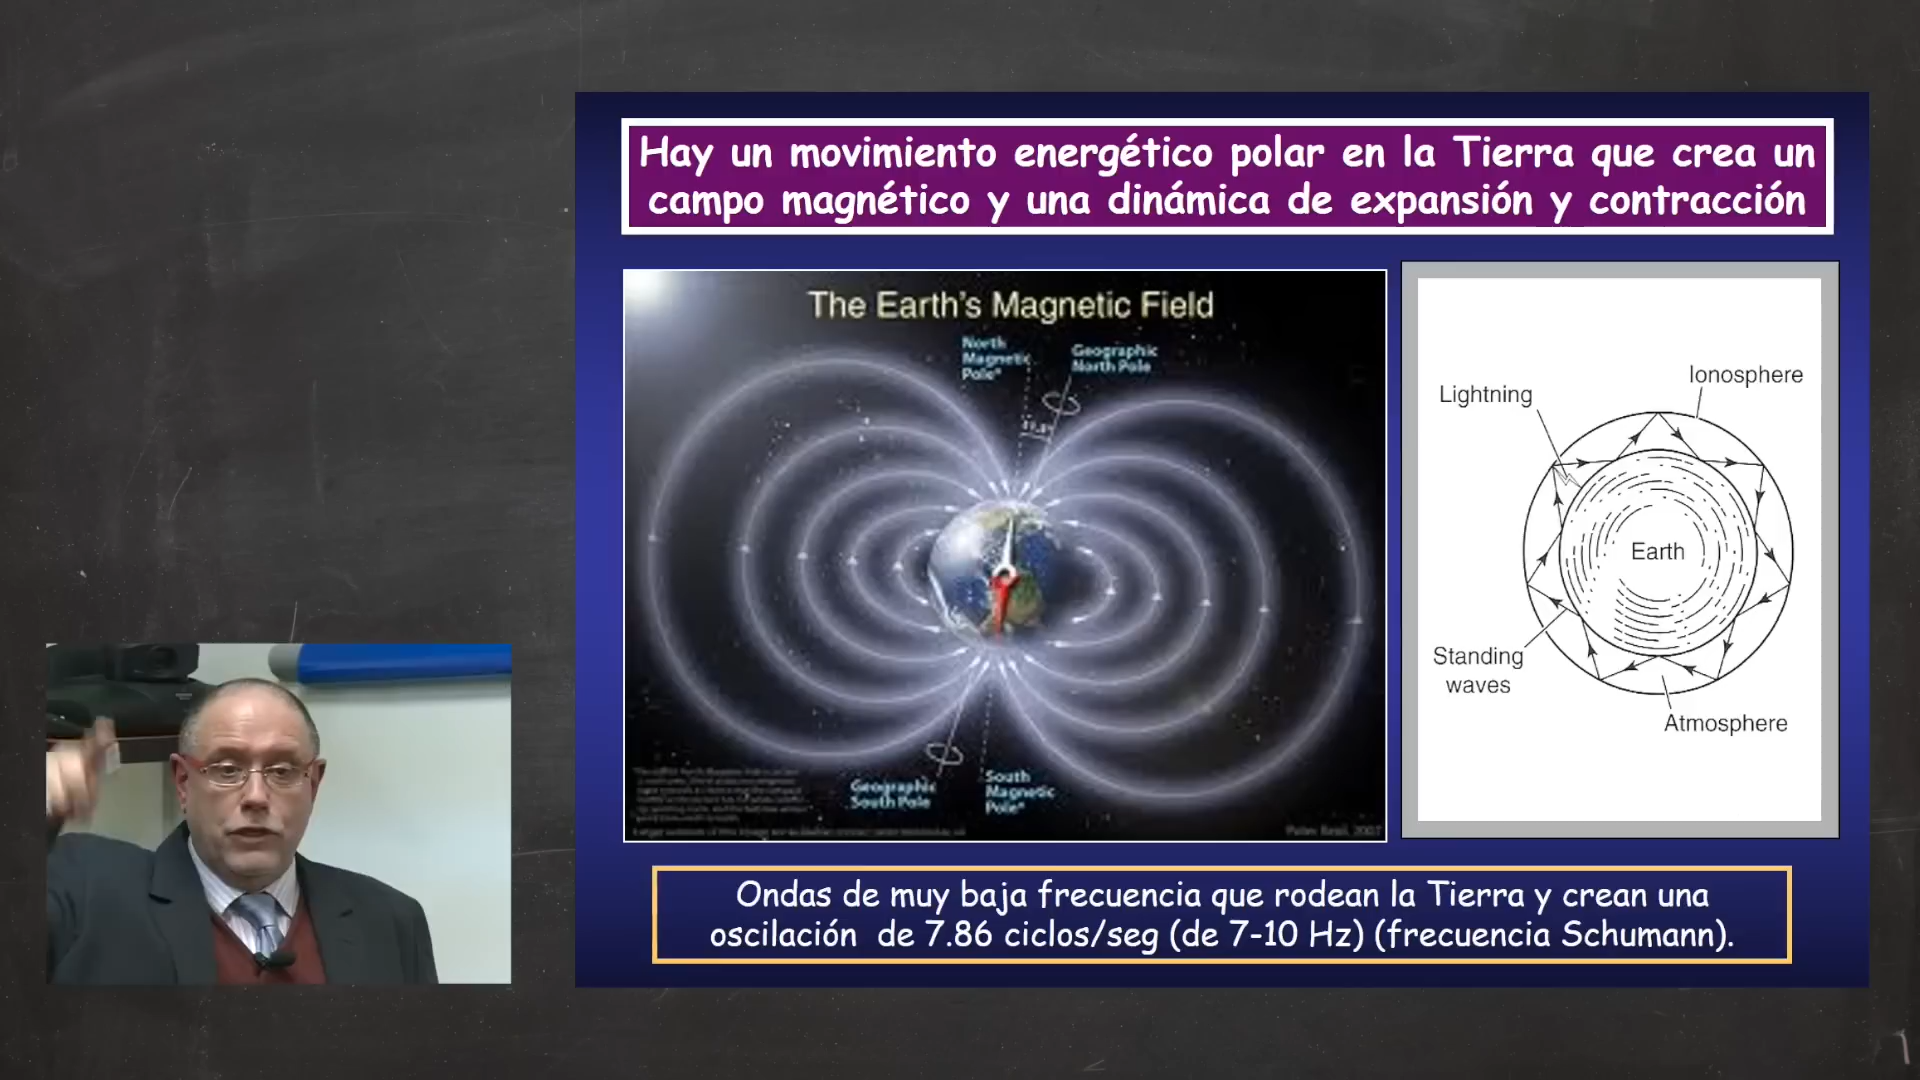 Hay un movimiento energético polar en la Tierra que crea un
campo magnético y una dinámica de expansión y contracción
The Earth's Magnetic Field
North
Magnetic
Pole*
Geographic
North Pole
Geographic
South Pole
South
Magnetic
Pole*
Lightning
Ionosphere
Earth
Standing
waves
Atmosphere
Ondas de muy baja frecuencia que rodean la Tierra y crean una
oscilación de 7.86 ciclos/seg (de 7-10 Hz) (frecuencia Schumann).